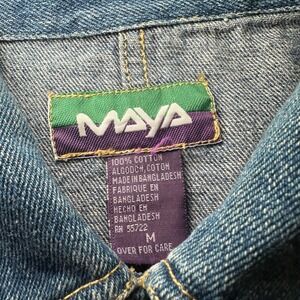 MAYA
100% COTTON
ALGODON, COTON
MADE IN BANGLADESH
FABRIQUE EN
BANGLADESH
HECHO EN
BANGLADESH
RN 55722
M
OVER FOR CARE